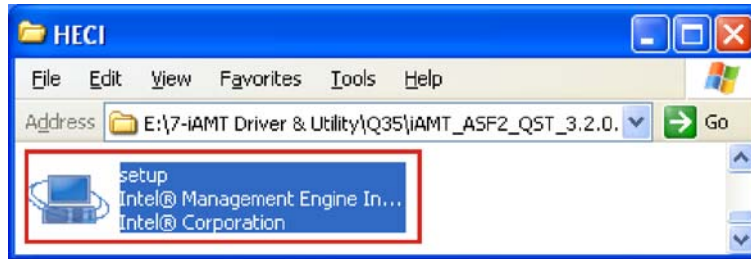 HECI
File Edit View Favorites Tools Help
Address E:\7-iAMT Driver & Utility\Q35\iAMT_ASF2_QST_3.2.0. Go
setup
Intel® Management Engine In...
Intel® Corporation